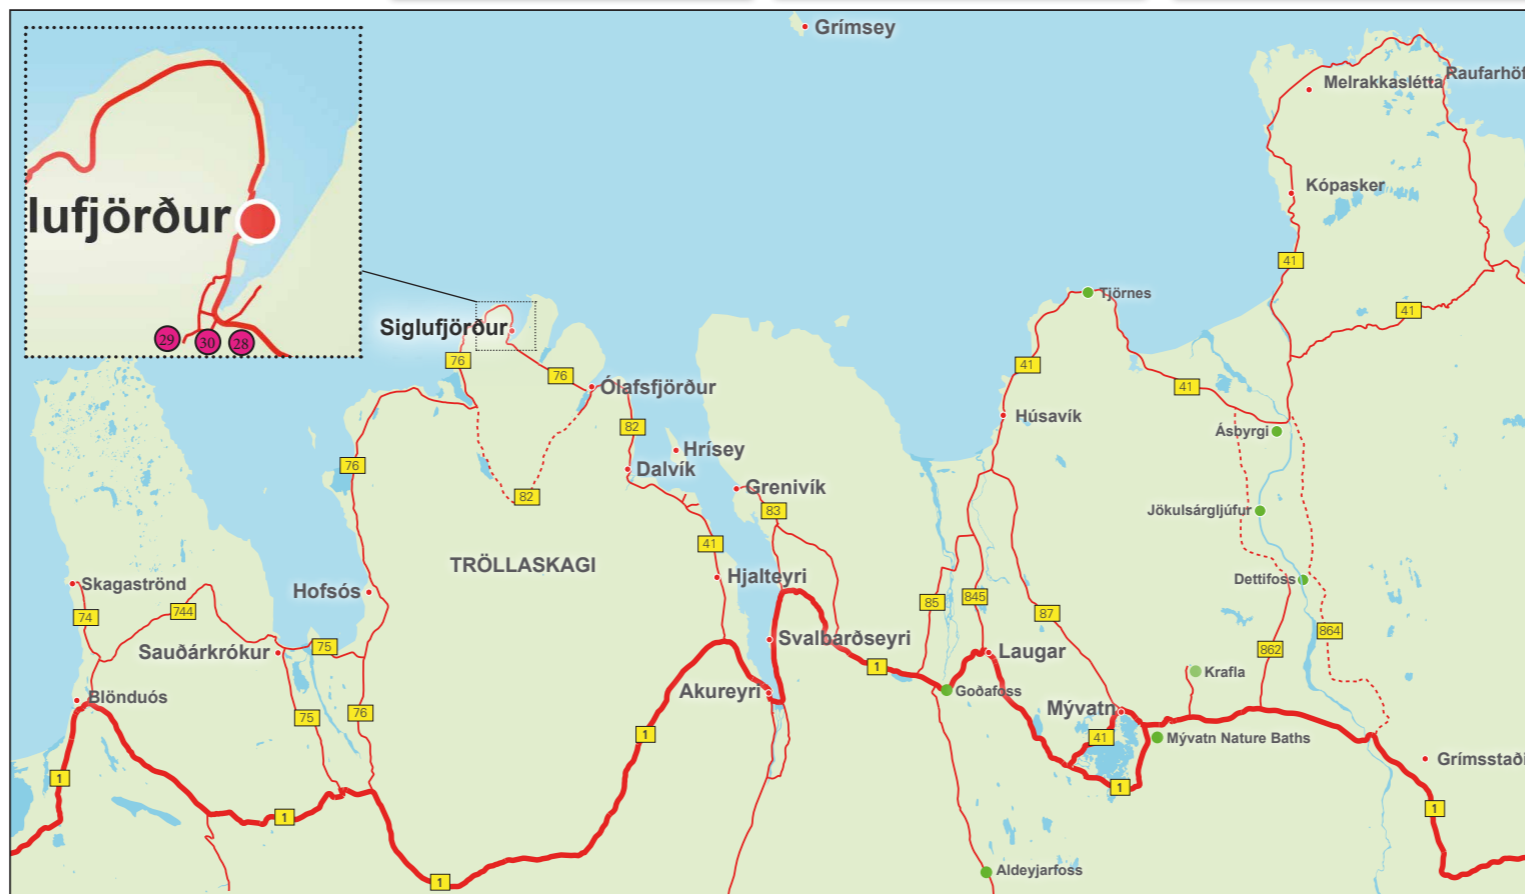 Grímsey
Raufarhöf
Melrakkaslétta
lufjörður
Kópasker
41
Tjörnes
41
29
30
28
Siglufjörður
76
76
41
41
Ólafsfjörður
Húsavík
82
Ásbyrgi
Hrísey
76
Dalvík
Grenivík
82
83
Jökulsárgljúfur
41
TRÖLLASKAGI
Hjalteyri
Dettifoss
Skagaströnd
Hofsós
74
744
85
845
87
864
Svalbarðseyri
Sauðárkrókur
75
862
Laugar
1
Krafla
Akureyri
Goðafoss
Blönduós
75
76
Mývatn
1
41
Mývatn Nature Baths
Grímsstaði
1
1
1
1
Aldeyjarfoss
1